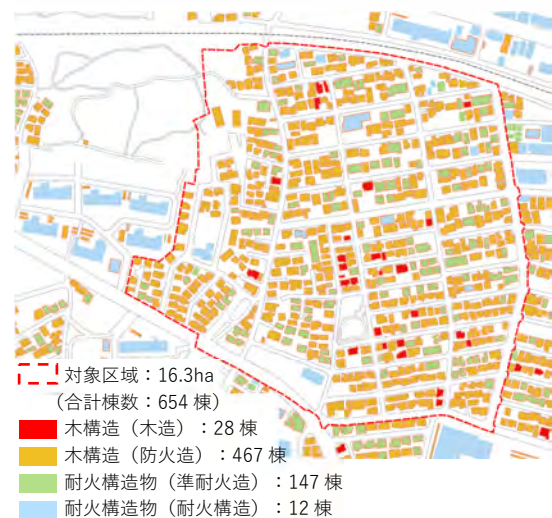 対象区域：16.3ha
（合計棟数：654 棟）
木構造（木造）：28 棟
木構造（防火造）：467 棟
耐火構造物（準耐火造）：147 棟
耐火構造物（耐火構造）：12 棟